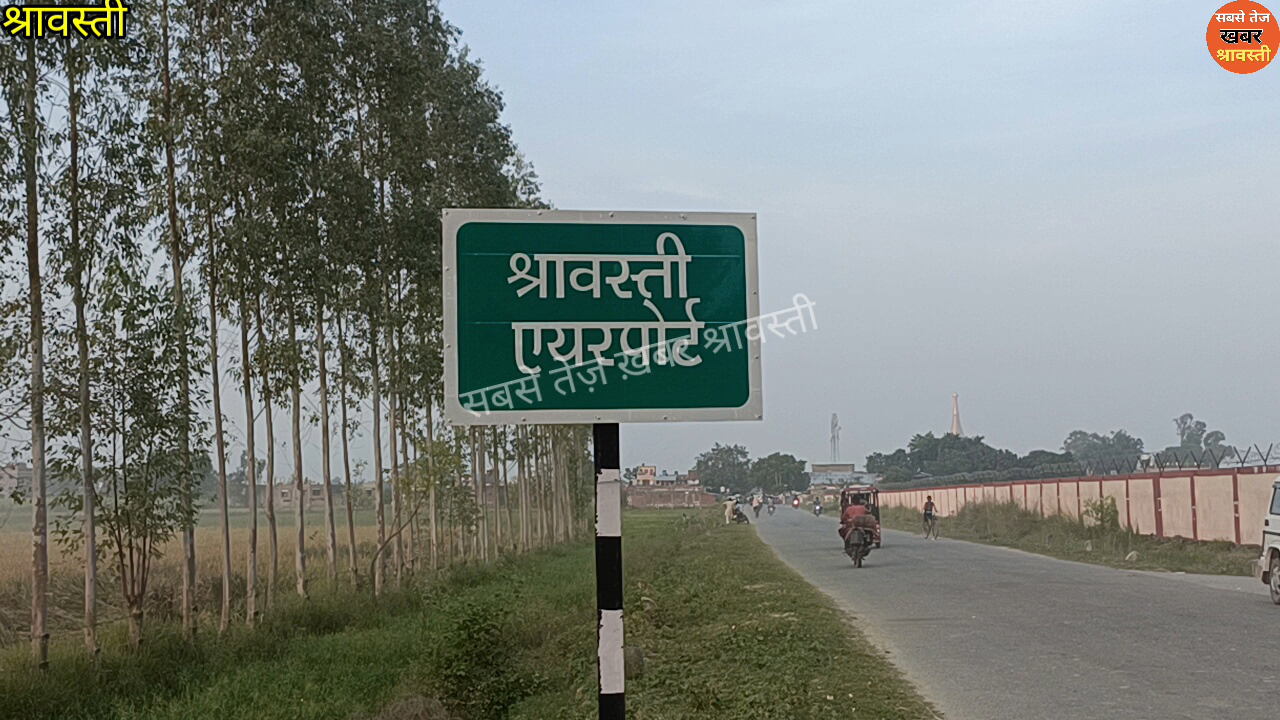 श्रावस्ती
सबसे तेज
खबर
श्रावस्ती
श्रावस्ती
एयरपोर्ट
सबसे तेज़ ख़बर श्रावस्ती